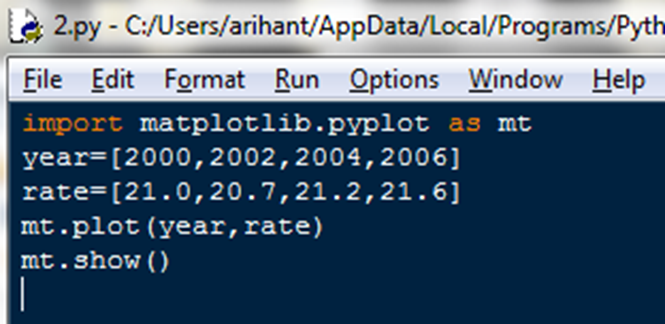 2.py - C:/Users/arihant/AppData/Local/Programs/Pyth
File Edit Format Run Options Window Help
import matplotlib.pyplot as mt
year=[2000,2002,2004,2006]
rate=[21.0,20.7,21.2,21.6]
mt.plot(year,rate)
mt.show()